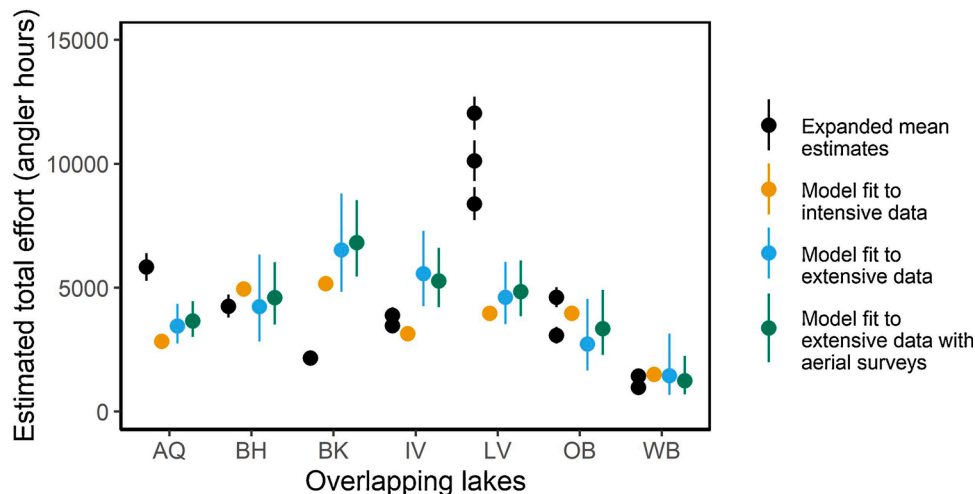 Estimated total effort (angler hours)
15000
10000
5000
0
AQ BH BK IV LV OB WB
Overlapping lakes
Expanded mean
estimates
Model fit to
intensive data
Model fit to
extensive data
Model fit to
extensive data with
aerial surveys